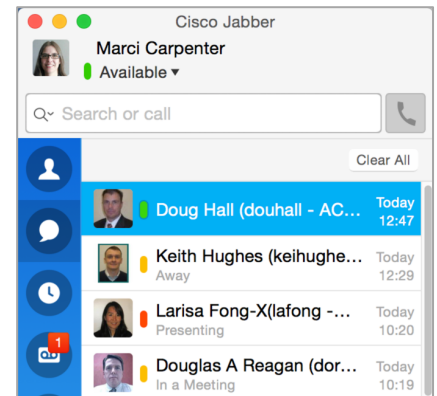 Cisco Jabber
Marci Carpenter
Available
Search or call
Clear All
Doug Hall (douhall - AC... Today
12:47
Keith Hughes (keihughe... Today
Away 12:29
Larisa Fong-X(lafong -... Today
Presenting 10:20
1
Douglas A Reagan (dor... Today
In a Meeting 10:19